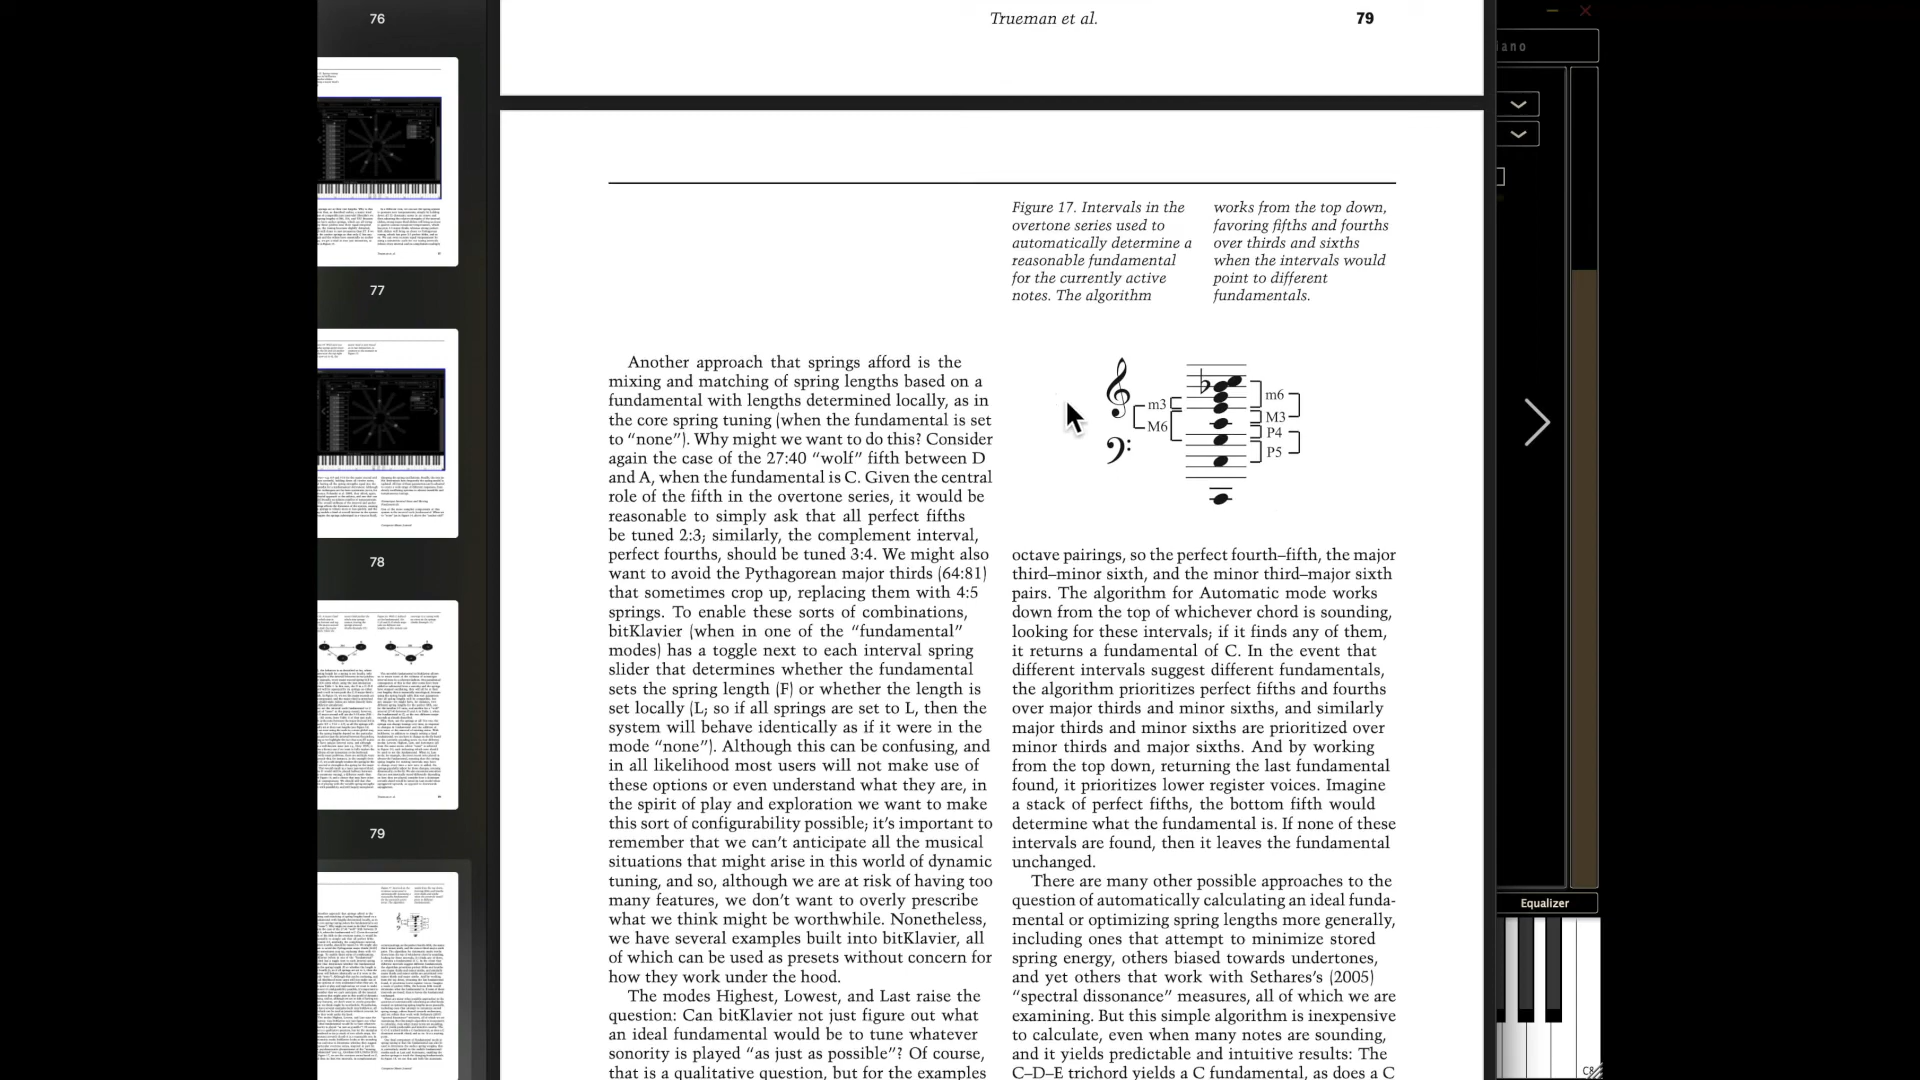 76
77
78
79
Trueman et al.
79
Figure 17. Intervals in the
overtone series used to
automatically determine a
reasonable fundamental
for the currently active
notes. The algorithm
works from the top down,
favoring fifths and fourths
over thirds and sixths
when the intervals would
point to different
fundamentals.
m3
M6
m6
M3
P4
P5
Another approach that springs afford is the
mixing and matching of spring lengths based on a
fundamental with lengths determined locally, as in
the core spring tuning (when the fundamental is set
to “none”). Why might we want to do this? Consider
again the case of the 27:40 “wolf” fifth between D
and A, when the fundamental is C. Given the central
role of the fifth in the overtone series, it would be
reasonable to simply ask that all perfect fifths
be tuned 2:3; similarly, the complement interval,
perfect fourths, should be tuned 3:4. We might also
want to avoid the Pythagorean major thirds (64:81)
that sometimes crop up, replacing them with 4:5
springs. To enable these sorts of combinations,
bitKlavier (when in one of the “fundamental”
modes) has a toggle next to each interval spring
slider that determines whether the fundamental
sets the spring length (F) or whether the length is
set locally (L; so if all springs are set to L, then the
system will behave identically as if it were in the
mode “none”). Although this can be confusing, and
in all likelihood most users will not make use of
these options or even understand what they are, in
the spirit of play and exploration we want to make
this sort of configurability possible; it’s important to
remember that we can’t anticipate all the musical
situations that might arise in this world of dynamic
tuning, and so, although we are at risk of having too
many features, we don’t want to overly prescribe
what we think might be worthwhile. Nonetheless,
we have several examples built into bitKlavier, all
of which can be used as presets without concern for
how they work under the hood.
The modes Highest, Lowest, and Last raise the
question: Can bitKlavier not just figure out what
an ideal fundamental would be to tune whatever
sonority is played “as just as possible”? Of course,
that is a qualitative question, but for the examples
octave pairings, so the perfect fourth–fifth, the major
third–minor sixth, and the minor third–major sixth
pairs. The algorithm for Automatic mode works
down from the top of whichever chord is sounding,
looking for these intervals; if it finds any of them,
it returns a fundamental of C. In the event that
different intervals suggest different fundamentals,
the algorithm prioritizes perfect fifths and fourths
over major thirds and minor sixths, and similarly
major thirds and minor sixths are prioritized over
minor thirds and major sixths. And by working
from the top down, returning the last fundamental
found, it prioritizes lower register voices. Imagine
a stack of perfect fifths, the bottom fifth would
determine what the fundamental is. If none of these
intervals are found, then it leaves the fundamental
unchanged.
There are many other possible approaches to the
question of automatically calculating an ideal funda-
mental or optimizing spring lengths more generally,
including ones that attempt to minimize stored
spring energy, others biased towards undertones,
and yet others that work with Sethares’s (2005)
“spectral dissonance” measures, all of which we are
examining. But this simple algorithm is inexpensive
to calculate, even when many notes are sounding,
and it yields predictable and intuitive results: The
C–D–E trichord yields a C fundamental, as does a C
ano
Equalizer
C8